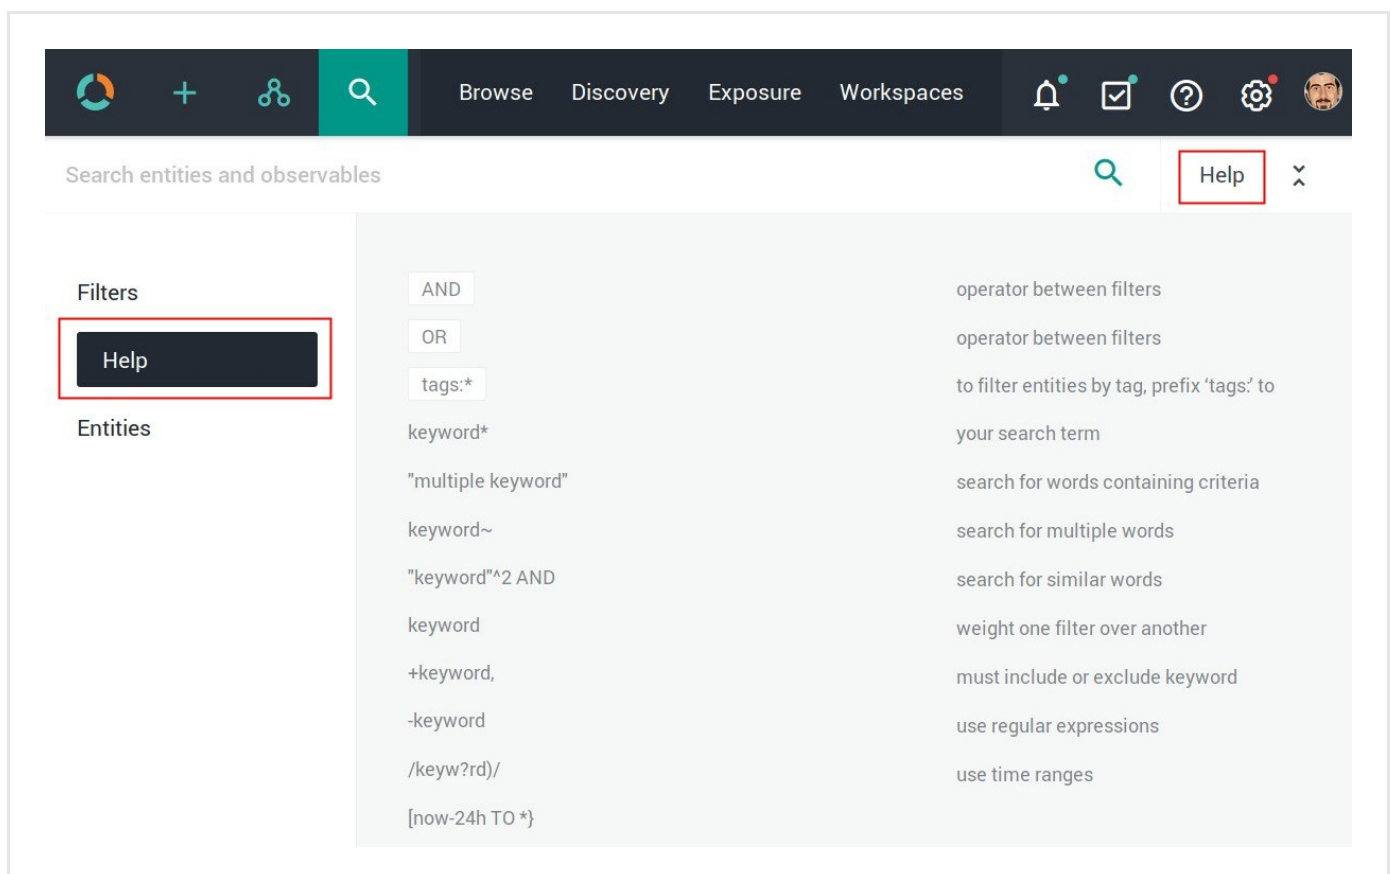 Browse Discovery Exposure Workspaces
Search entities and observables
Help
Filters
Help
Entities
AND
OR
tags:*
keyword*
"multiple keyword"
keyword~
"keyword"^2 AND
keyword
+keyword,
-keyword
/keyw?rd)/
[now-24h TO *}
operator between filters
operator between filters
to filter entities by tag, prefix ‘tags:’ to
your search term
search for words containing criteria
search for multiple words
search for similar words
weight one filter over another
must include or exclude keyword
use regular expressions
use time ranges